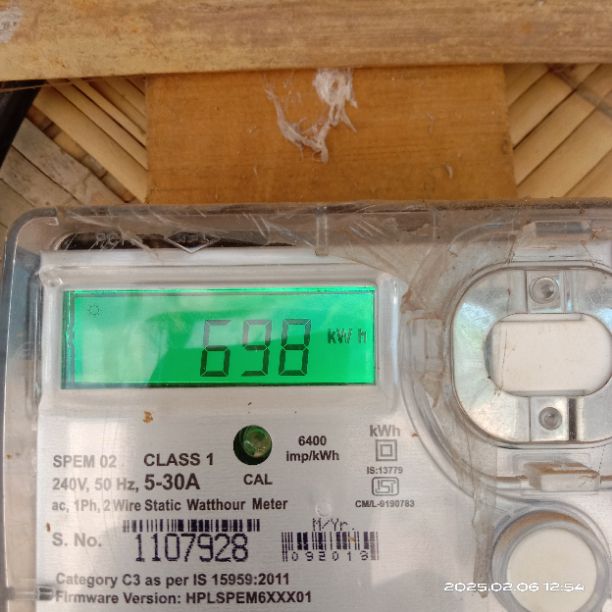 698 kW H
6400
imp/kWh
kWh
SPEM 02 CLASS 1
240V, 50 Hz, 5-30A
CAL
IS:13779
ac, 1Ph, 2 Wire Static Watthour Meter
CM/L-9190783
M/Yr.
S. No. 1107928
092018
Category C3 as per IS 15959:2011
Firmware Version: HPLSPEM6XXX01
2025.02.06 12:54